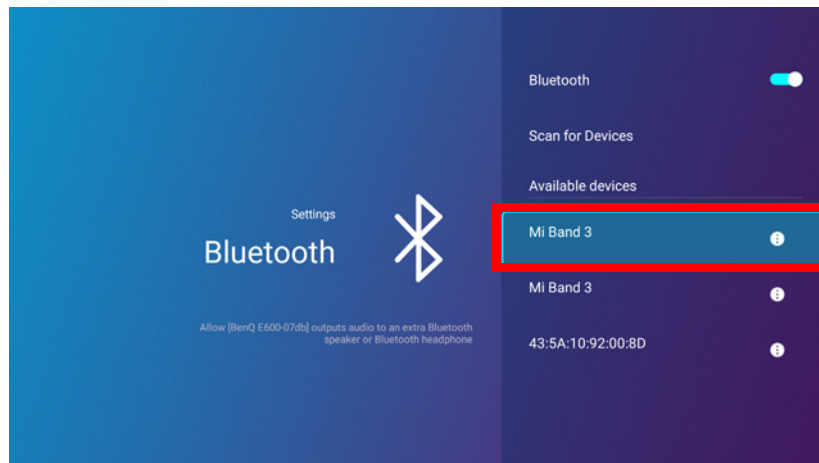 Settings
Bluetooth
Allow [BenQ E600-07db] outputs audio to an extra Bluetooth
speaker or Bluetooth headphone
Bluetooth
Scan for Devices
Available devices
Mi Band 3
Mi Band 3
43:5A:10:92:00:8D